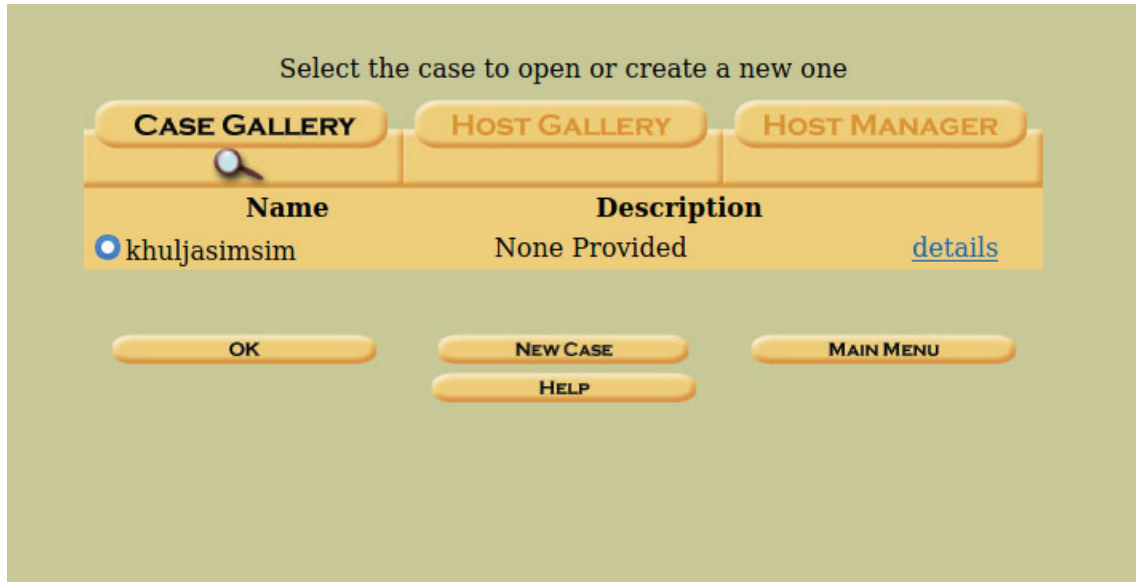 Select the case to open or create a new one
CASE GALLERY HOST GALLERY HOST MANAGER
Name Description
khuljasimsim None Provided details
OK NEW CASE MAIN MENU
HELP